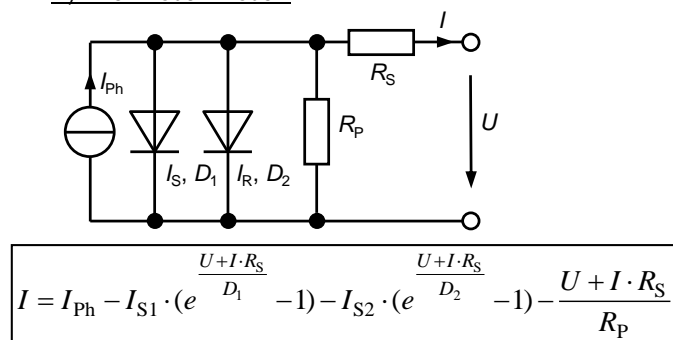 I
I_Ph
R_S
R_P
U
I_S, D_1
I_R, D_2
I = I_Ph − I_S1 · (e^{(U+I·R_S)/D_1} − 1) − I_S2 · (e^{(U+I·R_S)/D_2} − 1) − (U + I · R_S)/R_P